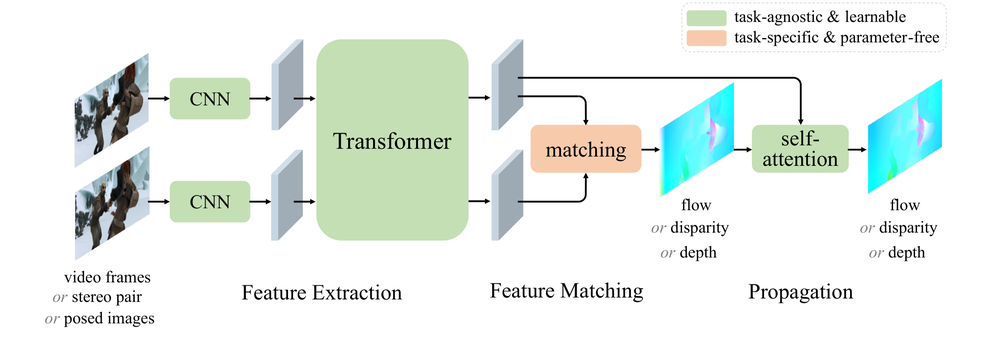 task-agnostic & learnable
task-specific & parameter-free
CNN
CNN
Transformer
matching
self-
attention
flow
or disparity
or depth
flow
or disparity
or depth
video frames
or stereo pair
or posed images
Feature Extraction
Feature Matching
Propagation